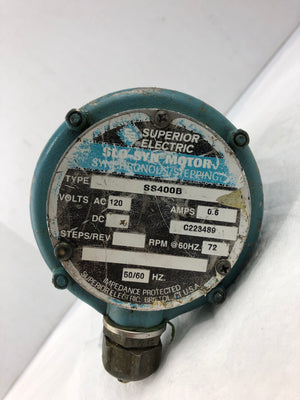 SUPERIOR
ELECTRIC
SLO-SYN MOTOR
SYNCHRONOUS/STEPPING
TYPE SS400B
VOLTS AC 120 AMPS 0.6
DC C223489
STEPS/REV RPM @60HZ. 72
50/60 HZ.
IMPEDANCE PROTECTED
SUPERIOR ELECTRIC, BRISTOL, CT. U.S.A.